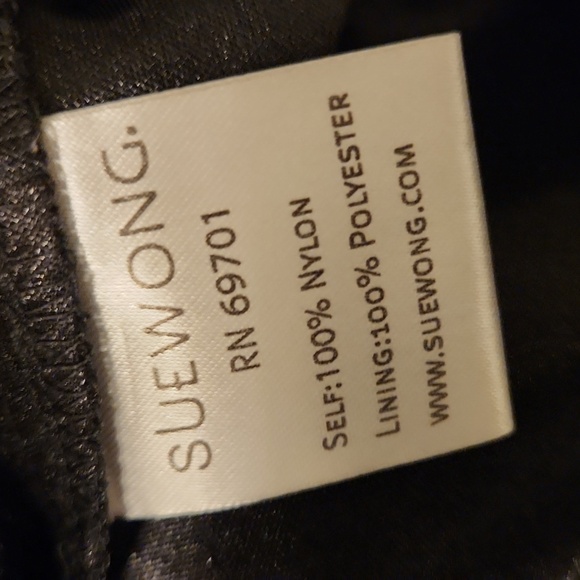 SUEWONG.
RN 69701
SELF:100% NYLON
LINING:100% POLYESTER
WWW.SUEWONG.COM